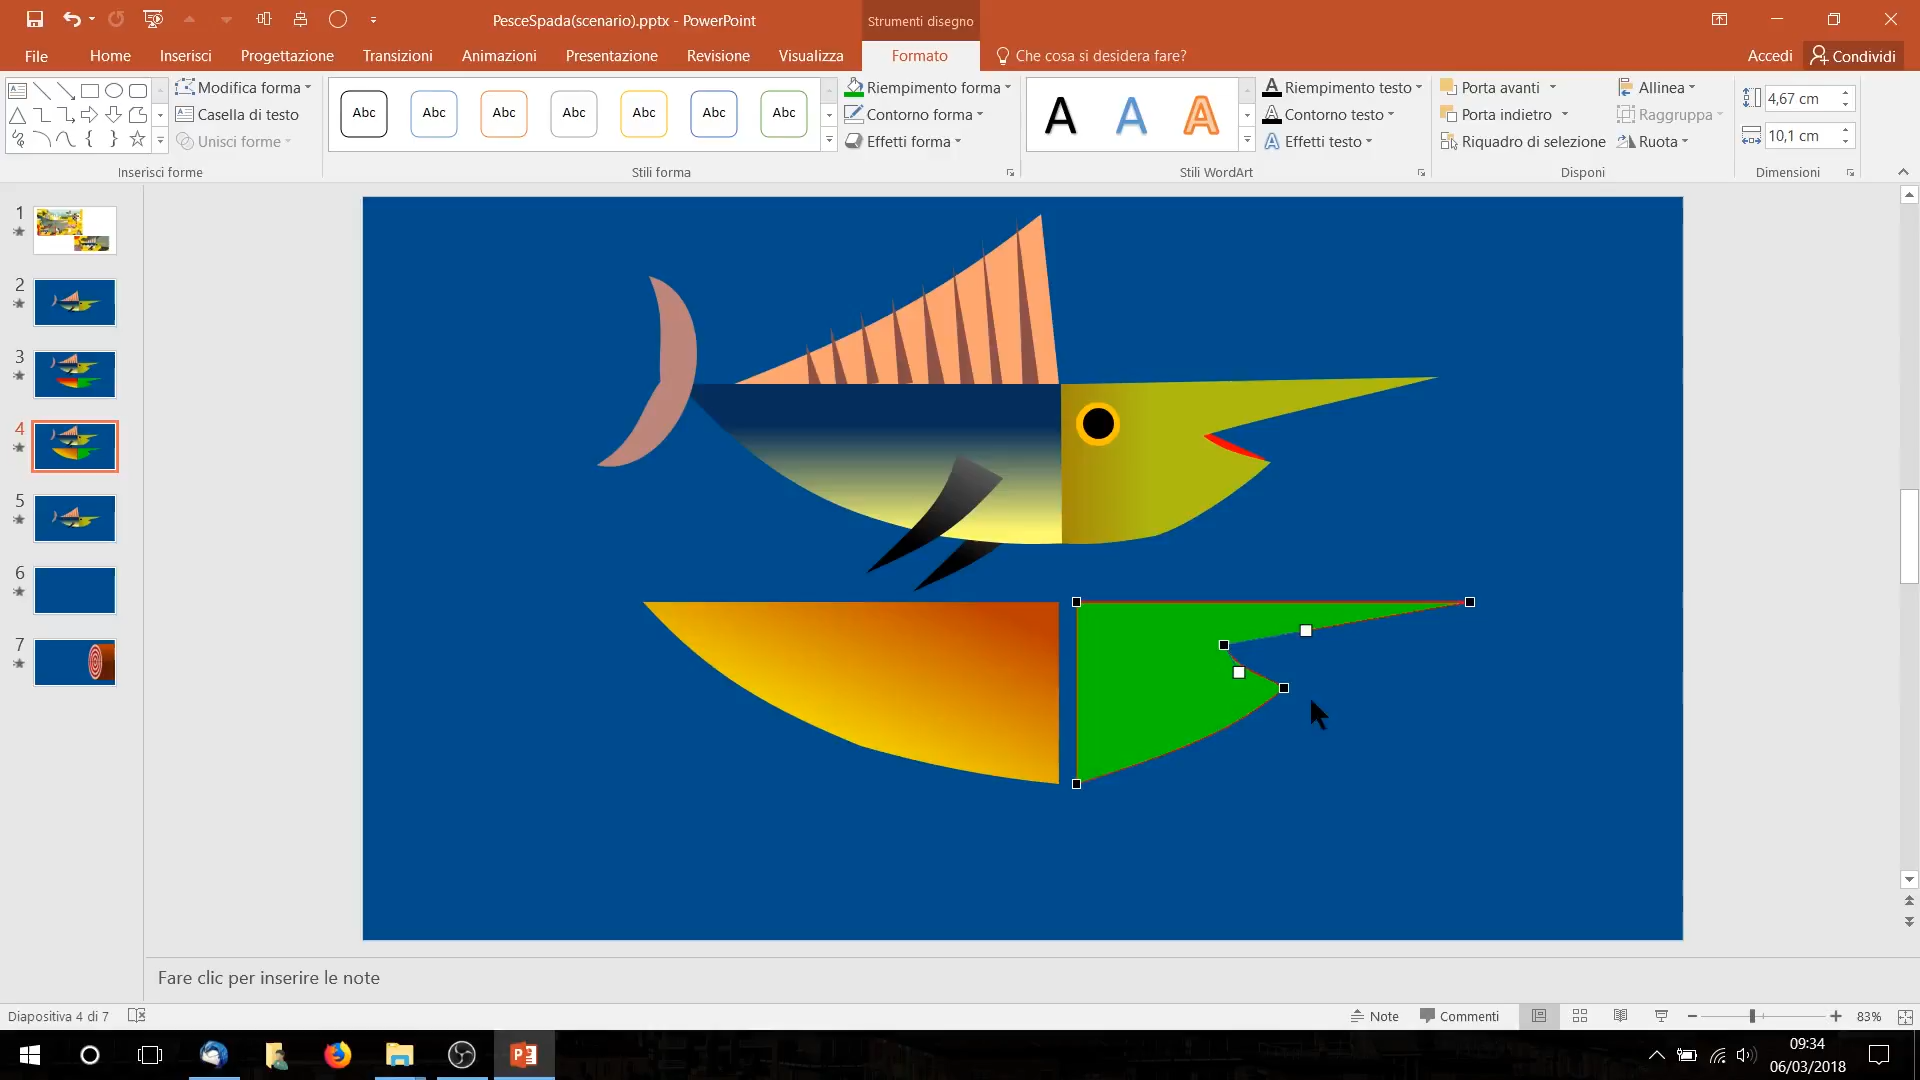 PesceSpada(scenario).pptx - PowerPoint
Strumenti disegno
File Home Inserisci Progettazione Transizioni Animazioni Presentazione Revisione Visualizza Formato Che cosa si desidera fare? Accedi Condividi
Modifica forma
Casella di testo
Unisci forme
Inserisci forme
Abc Abc Abc Abc Abc Abc Abc
Riempimento forma
Contorno forma
Effetti forma
Stili forma
A A A
Riempimento testo
Contorno testo
Effetti testo
Stili WordArt
Porta avanti
Porta indietro
Riquadro di selezione
Allinea
Raggruppa
Ruota
Disponi
4,67 cm
10,1 cm
Dimensioni
1
2
3
4
5
6
7
Fare clic per inserire le note
Diapositiva 4 di 7
Note Commenti 83%
09:34
06/03/2018